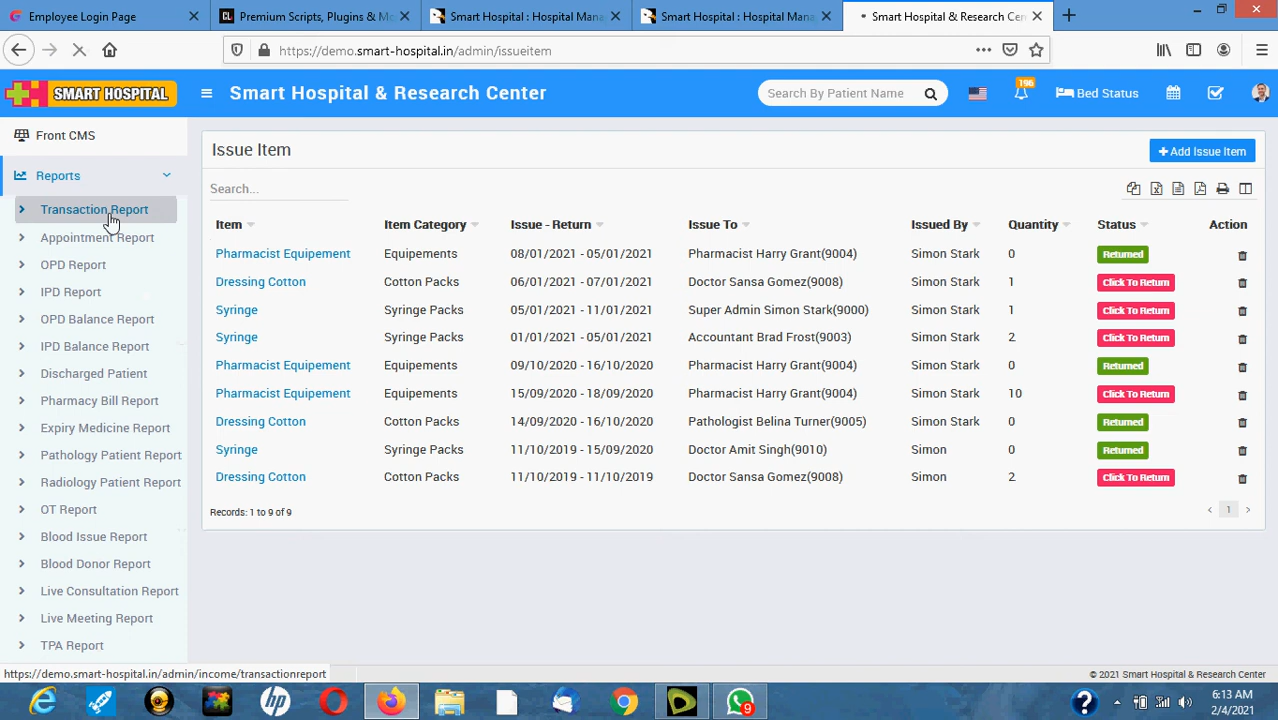 Employee Login Page
Premium Scripts, Plugins & Mo
Smart Hospital : Hospital Mana
Smart Hospital : Hospital Mana
Smart Hospital & Research Cen
https://demo.smart-hospital.in/admin/issueitem
SMART HOSPITAL
Smart Hospital & Research Center
Search By Patient Name
196
Bed Status
Front CMS
Reports
Transaction Report
Appointment Report
OPD Report
IPD Report
OPD Balance Report
IPD Balance Report
Discharged Patient
Pharmacy Bill Report
Expiry Medicine Report
Pathology Patient Report
Radiology Patient Report
OT Report
Blood Issue Report
Blood Donor Report
Live Consultation Report
Live Meeting Report
TPA Report
Issue Item
Add Issue Item
Search...
Item Item Category Issue - Return Issue To Issued By Quantity Status Action
Pharmacist Equipement Equipements 08/01/2021 - 05/01/2021 Pharmacist Harry Grant(9004) Simon Stark 0 Returned
Dressing Cotton Cotton Packs 06/01/2021 - 07/01/2021 Doctor Sansa Gomez(9008) Simon Stark 1 Click To Return
Syringe Syringe Packs 05/01/2021 - 11/01/2021 Super Admin Simon Stark(9000) Simon Stark 1 Click To Return
Syringe Syringe Packs 01/01/2021 - 05/01/2021 Accountant Brad Frost(9003) Simon Stark 2 Click To Return
Pharmacist Equipement Equipements 09/10/2020 - 16/10/2020 Pharmacist Harry Grant(9004) Simon Stark 0 Returned
Pharmacist Equipement Equipements 15/09/2020 - 18/09/2020 Pharmacist Harry Grant(9004) Simon Stark 10 Click To Return
Dressing Cotton Cotton Packs 14/09/2020 - 16/10/2020 Pathologist Belina Turner(9005) Simon Stark 0 Returned
Syringe Syringe Packs 11/10/2019 - 15/09/2020 Doctor Amit Singh(9010) Simon 0 Returned
Dressing Cotton Cotton Packs 11/10/2019 - 11/10/2019 Doctor Sansa Gomez(9008) Simon 2 Click To Return
Records: 1 to 9 of 9
1
https://demo.smart-hospital.in/admin/income/transactionreport
© 2021 Smart Hospital & Research Center
9
6:13 AM
2/4/2021